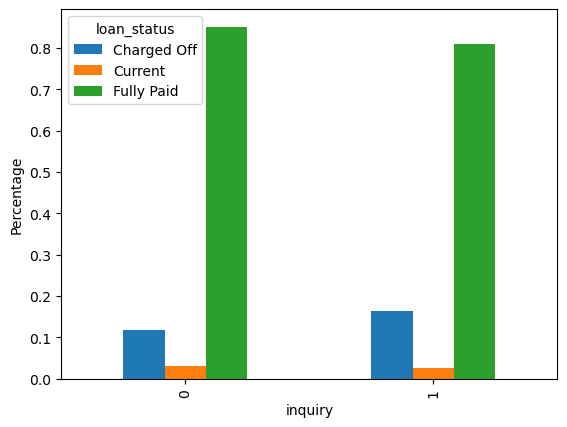 loan_status
Charged Off
Current
Fully Paid
Percentage
0.8
0.7
0.6
0.5
0.4
0.3
0.2
0.1
0.0
0
1
inquiry